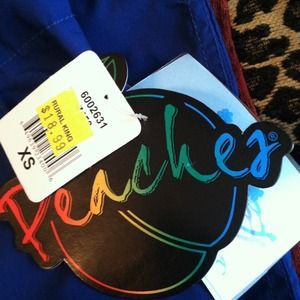 6002631
RURAL KING
$18.99
XS
Peaches®